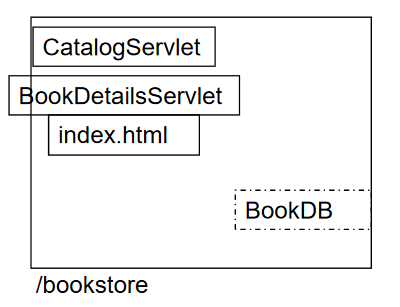 CatalogServlet
BookDetailsServlet
index.html
BookDB
/bookstore